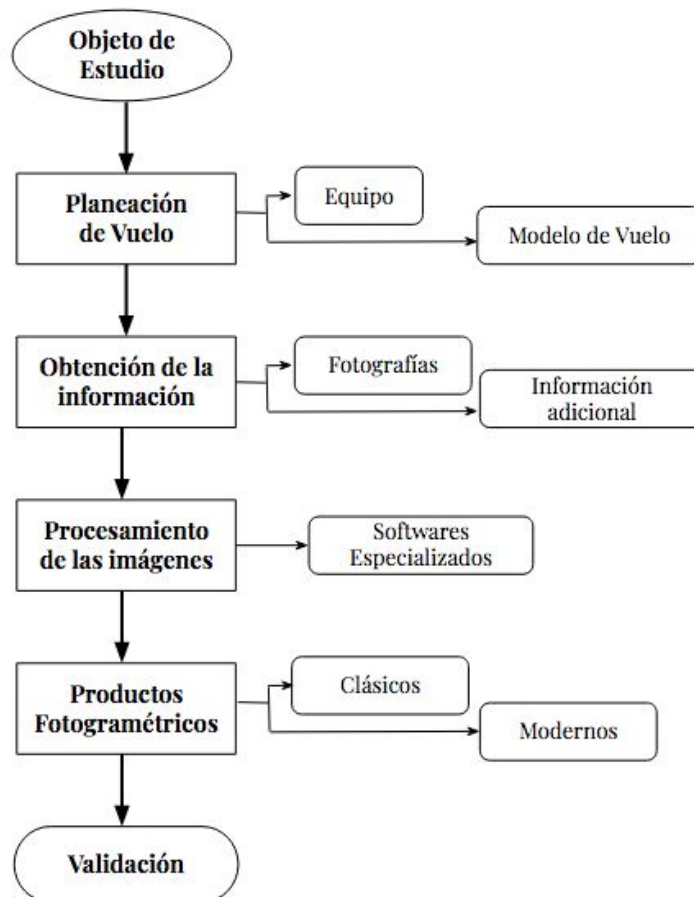 Objeto de
Estudio
Planeación
de Vuelo
Equipo
Modelo de Vuelo
Obtención de la
información
Fotografías
Información
adicional
Procesamiento
de las imágenes
Softwares
Especializados
Productos
Fotogramétricos
Clásicos
Modernos
Validación